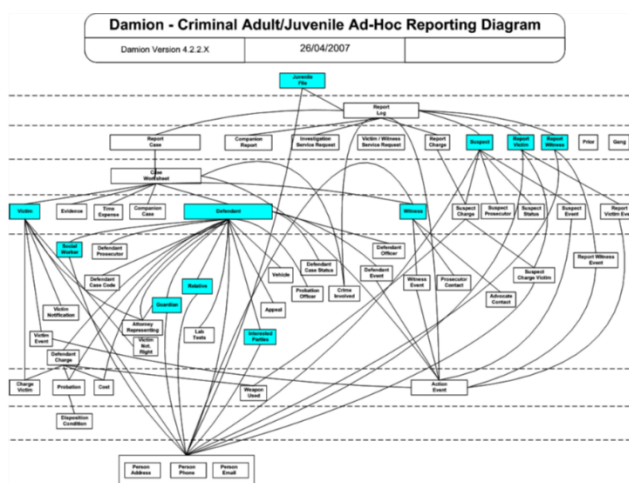 Damion - Criminal Adult/Juvenile Ad-Hoc Reporting Diagram
Damion Version 4.2.2.X
26/04/2007
Juvenile
File
Report
Log
Report
Case
Companion
Report
Investigation
Service Request
Victim / Witness
Service Request
Report
Charge
Suspect
Report
Victim
Report
Witness
Prior
Gang
Case
Worksheet
Victim
Evidence
Time
Expense
Companion
Case
Defendant
Witness
Suspect
Charge
Suspect
Prosecutor
Suspect
Status
Suspect
Event
Report
Victim Event
Social
Worker
Defendant
Prosecutor
Defendant
Officer
Defendant
Case Status
Defendant
Event
Report Witness
Event
Defendant
Case Code
Vehicle
Probation
Officer
Crime
Involved
Witness
Event
Prosecutor
Contact
Suspect
Charge Victim
Relative
Guardian
Advocate
Contact
Victim
Notification
Appeal
Attorney
Representing
Victim
Event
Victim
Not.
Right
Lab
Tests
Interested
Parties
Defendant
Charge
Charge
Victim
Probation
Cost
Weapon
Used
Action
Event
Disposition
Condition
Person
Address
Person
Phone
Person
Email